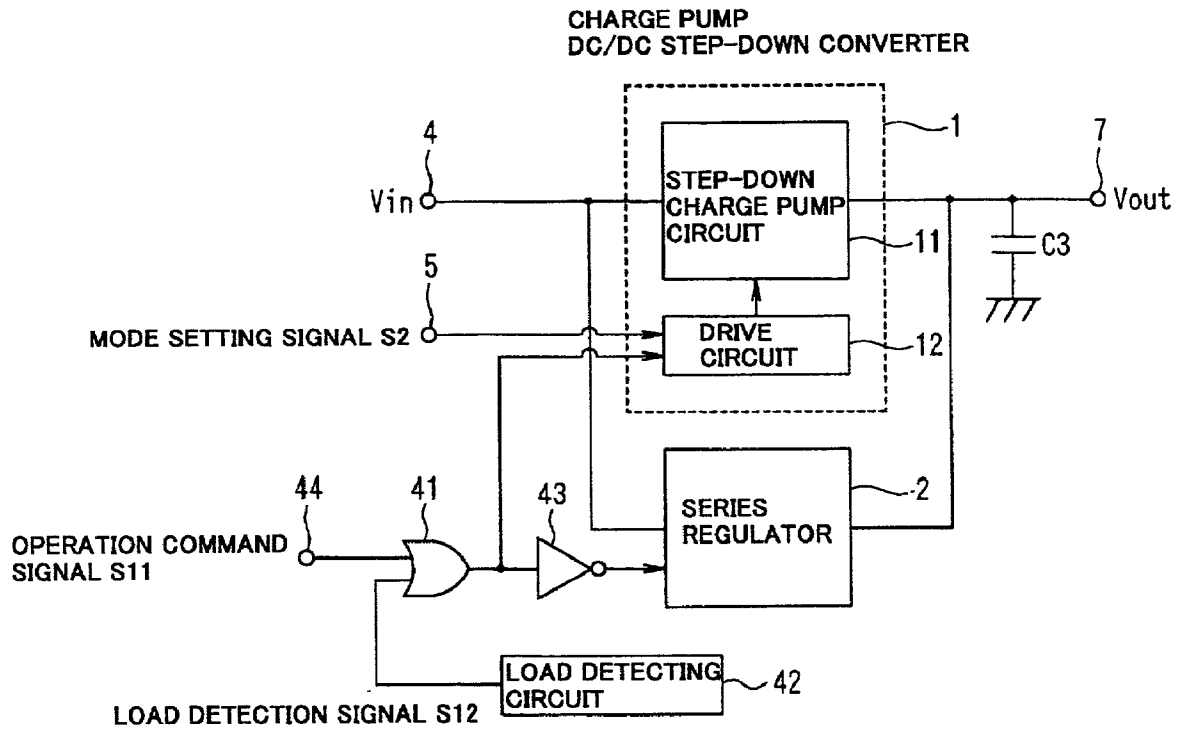 CHARGE PUMP
DC/DC STEP-DOWN CONVERTER
1
4
7
Vin
STEP-DOWN
CHARGE PUMP
CIRCUIT
11
Vout
C3
5
MODE SETTING SIGNAL S2
DRIVE
CIRCUIT
12
44
41
43
2
SERIES
REGULATOR
OPERATION COMMAND
SIGNAL S11
LOAD DETECTING
CIRCUIT
42
LOAD DETECTION SIGNAL S12